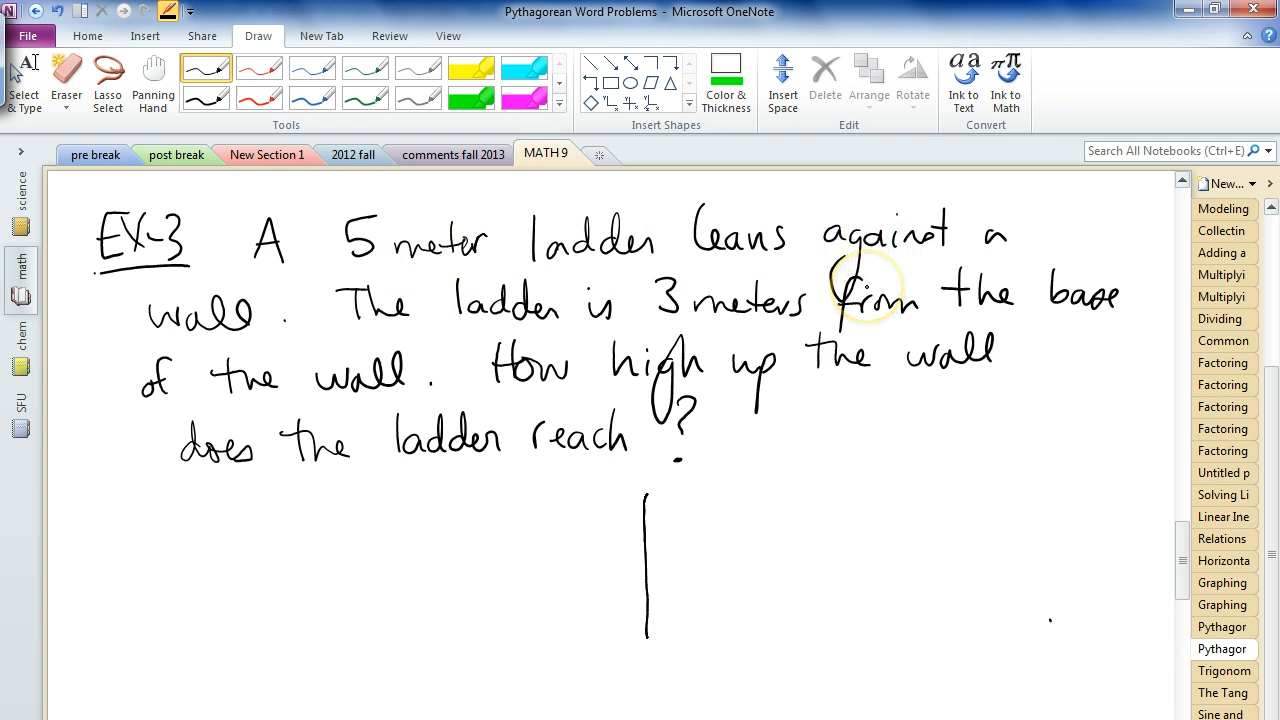 Pythagorean Word Problems - Microsoft OneNote
File Home Insert Share Draw New Tab Review View
Select & Type
Eraser
Lasso Select
Panning Hand
Color & Thickness
Insert Space
Delete
Arrange
Rotate
Ink to Text
Ink to Math
Tools
Insert Shapes
Edit
Convert
pre break
post break
New Section 1
2012 fall
comments fall 2013
MATH 9
Search All Notebooks (Ctrl+E)
science
math
chem
SFU
EX-3 A 5 meter ladder leans against a
wall. The ladder is 3 meters from the base
of the wall. How high up the wall
does the ladder reach?
New...
Modeling
Collectin
Adding a
Multiplyi
Multiplyi
Dividing
Common
Factoring
Factoring
Factoring
Factoring
Factoring
Untitled p
Solving Li
Linear Ine
Relations
Horizonta
Graphing
Graphing
Pythagor
Pythagor
Trigonom
The Tang
Sine and